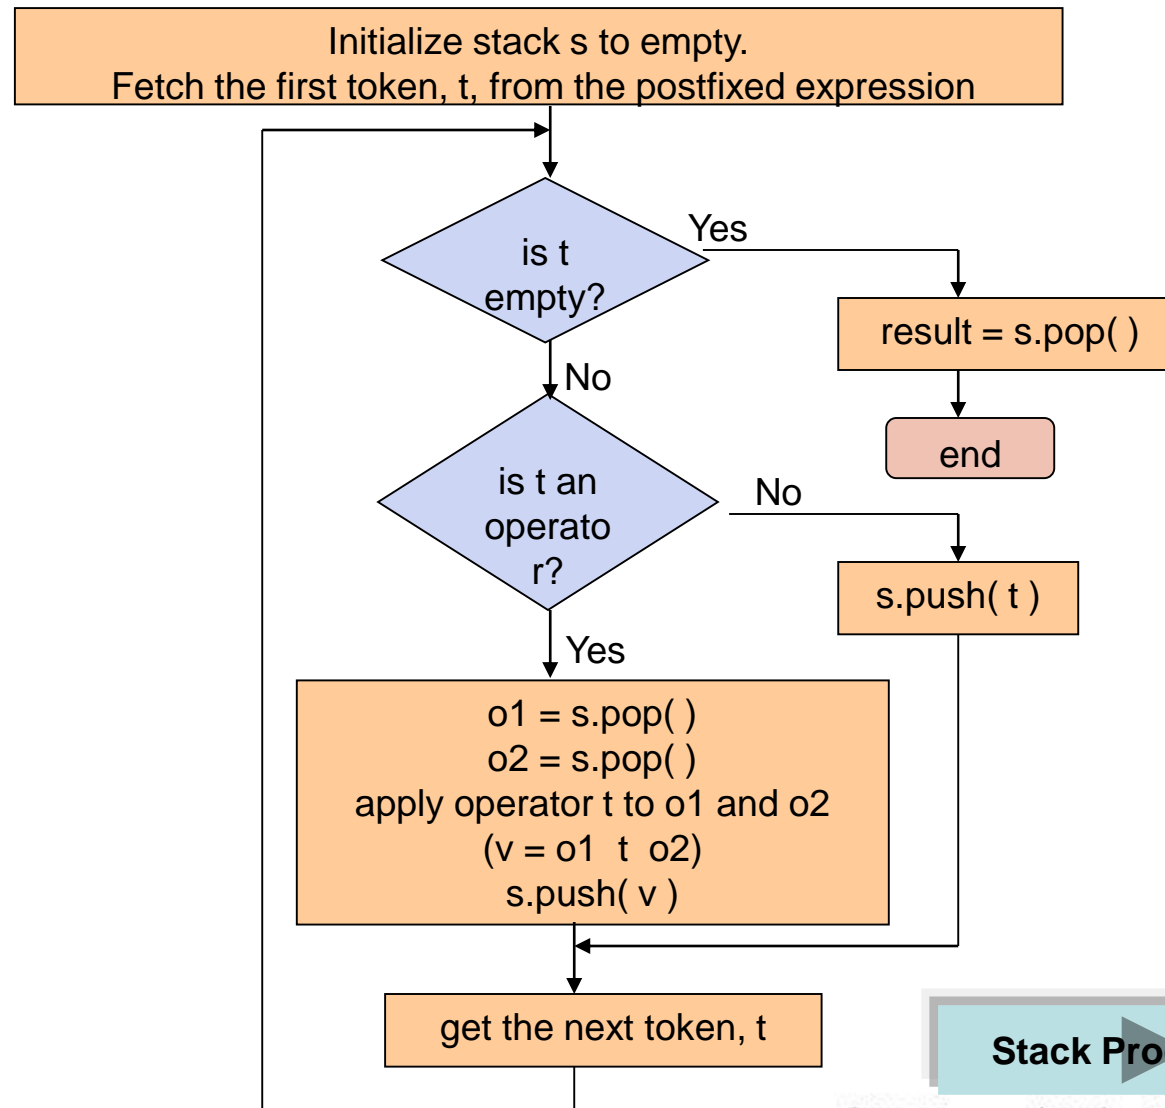 Initialize stack s to empty.
Fetch the first token, t, from the postfixed expression
is t
empty?
Yes
result = s.pop( )
end
No
is t an
operato
r?
No
s.push( t )
Yes
o1 = s.pop( )
o2 = s.pop( )
apply operator t to o1 and o2
(v = o1 t o2)
s.push( v )
get the next token, t
Stack Pro